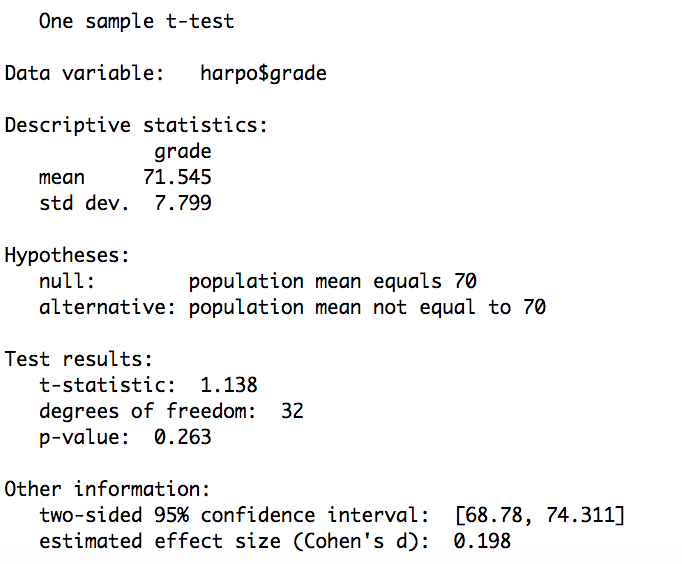 One sample t-test
Data variable: harpo$grade
Descriptive statistics:
grade
mean 71.545
std dev. 7.799
Hypotheses:
null: population mean equals 70
alternative: population mean not equal to 70
Test results:
t-statistic: 1.138
degrees of freedom: 32
p-value: 0.263
Other information:
two-sided 95% confidence interval: [68.78, 74.311]
estimated effect size (Cohen's d): 0.198